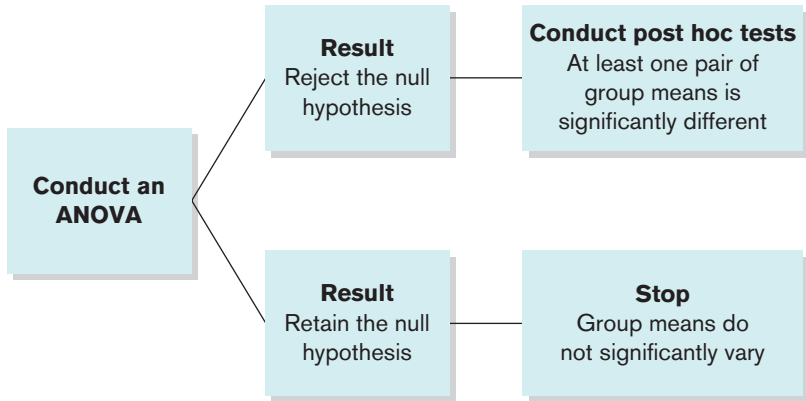 Conduct an
ANOVA
Result
Reject the null
hypothesis
Conduct post hoc tests
At least one pair of
group means is
significantly different
Result
Retain the null
hypothesis
Stop
Group means do
not significantly vary